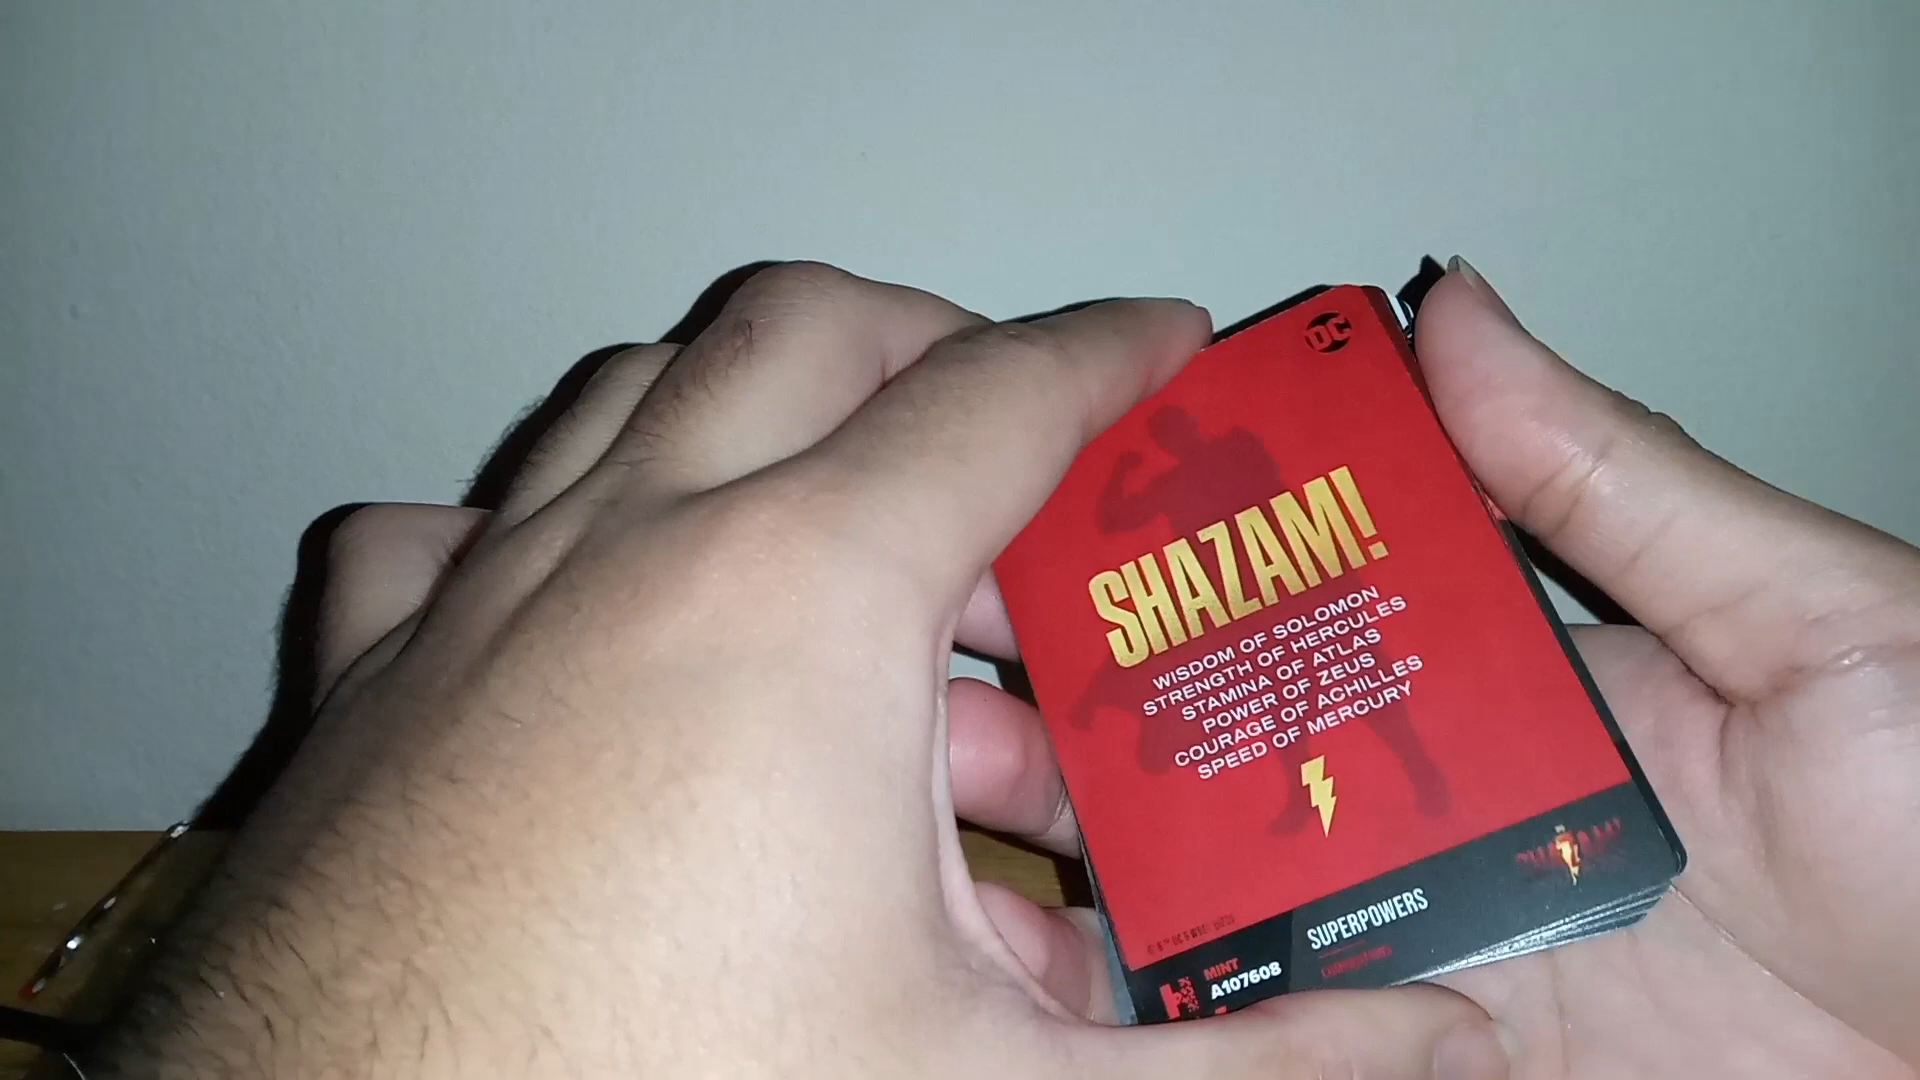 DC
SHAZAM!
WISDOM OF SOLOMON
STRENGTH OF HERCULES
STAMINA OF ATLAS
POWER OF ZEUS
COURAGE OF ACHILLES
SPEED OF MERCURY
SHAZAM!
SUPERPOWERS
MINT
A107608